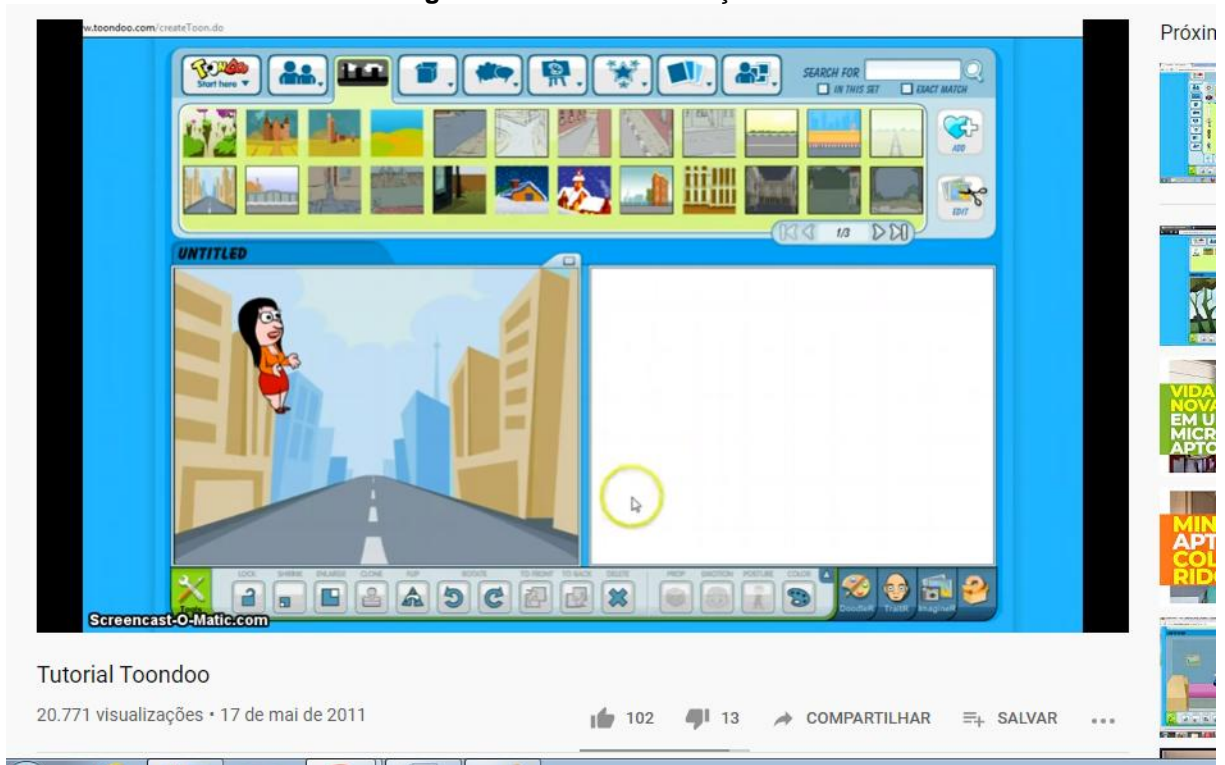 w.toondoo.com/createToon.do
Próxim
TOONDOO
Start here
SEARCH FOR
IN THIS SET EXACT MATCH
ADD
EDIT
1/3
UNTITLED
Tools
LOCK SHRINK ENLARGE CLONE FLIP ROTATE TO FRONT TO BACK DELETE PROP EMOTION POSTURE COLOR
DoodleR TraitR ImagineR
Screencast-O-Matic.com
VIDA
NOVA
EM U
MICR
APTO
MIN
APT
COL
RIDO
Tutorial Toondoo
20.771 visualizações • 17 de mai de 2011
102 13 COMPARTILHAR SALVAR